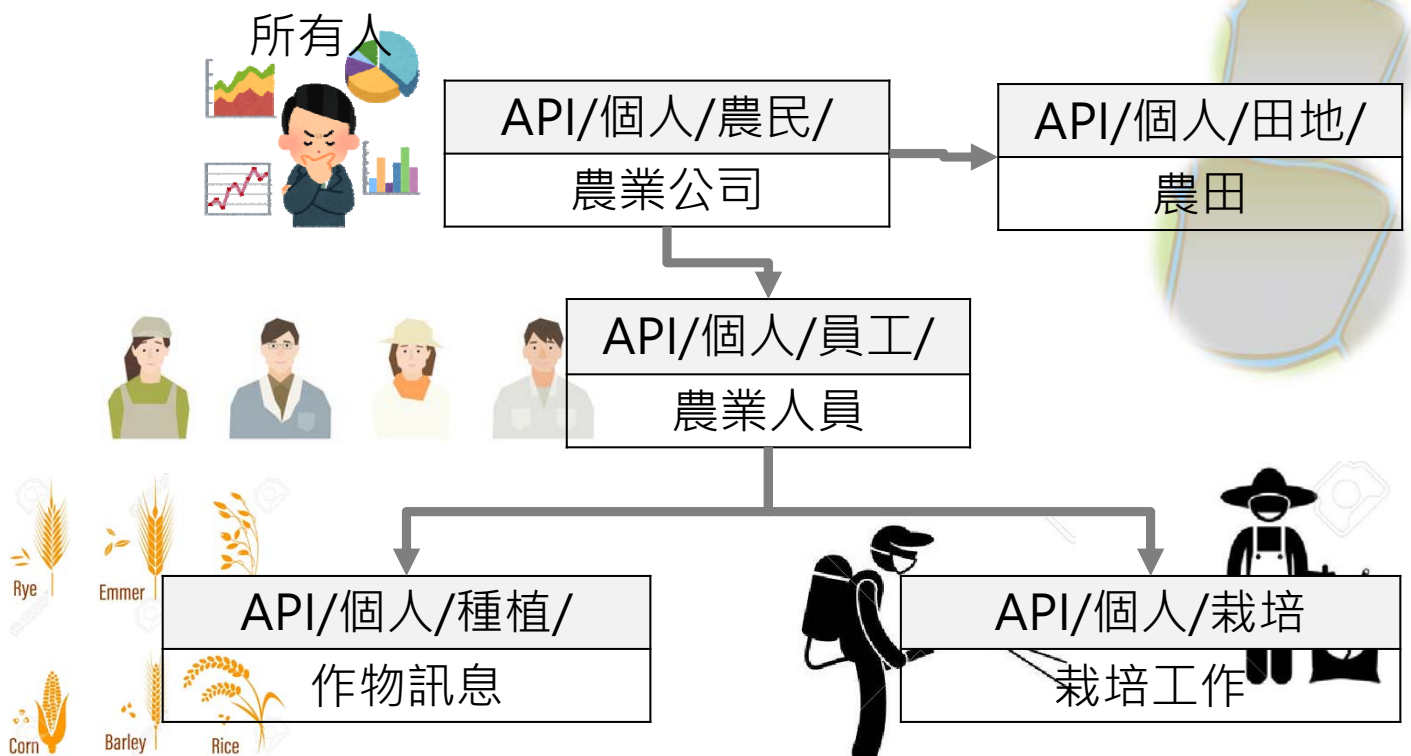 所有人
API/個人/農民/
農業公司
API/個人/田地/
農田
API/個人/員工/
農業人員
Rye
Emmer
API/個人/種植/
作物訊息
API/個人/栽培
栽培工作
Corn
Barley
Rice